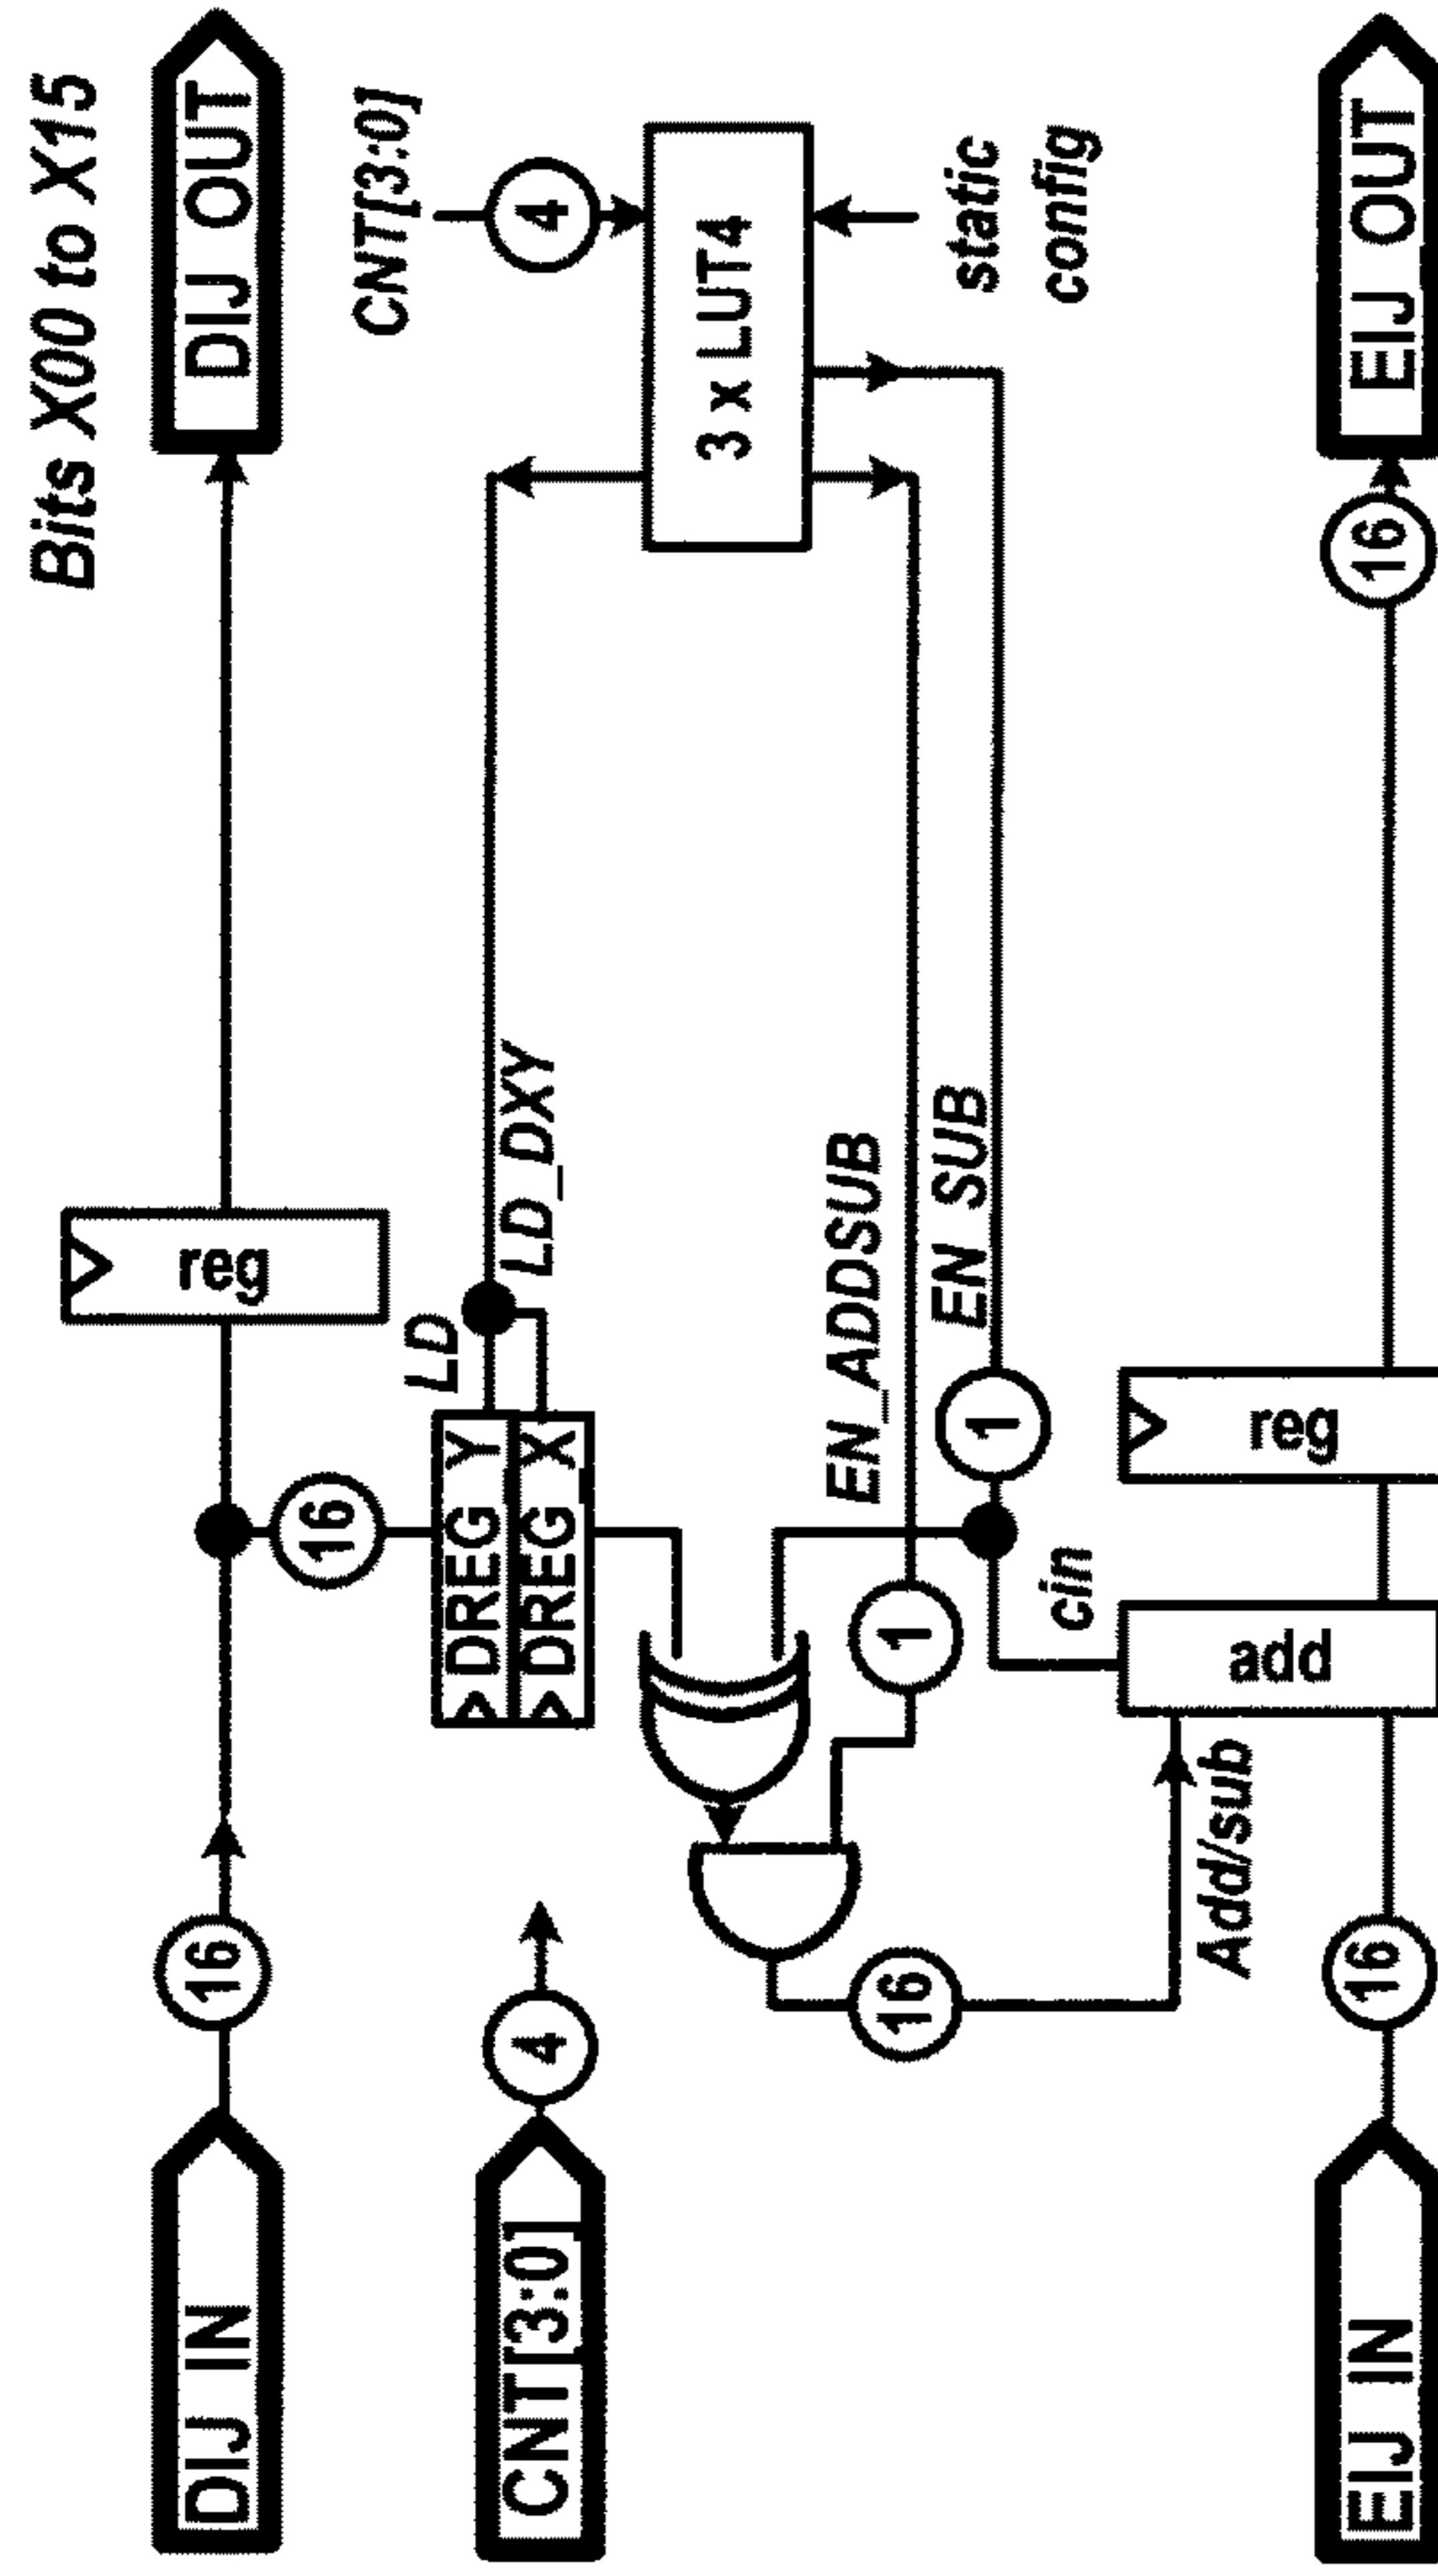 Bits X00 to X15
DIJ IN
16
reg
DIJ OUT
16
LD
CNT[3:0]
CNT[3:0]
4
DREG_Y
DREG_X
LD_DXY
4
3 x LUT4
EN_ADDSUB
1
16
EN SUB
1
static
config
cin
Add/sub
add
reg
EIJ IN
16
16
EIJ OUT